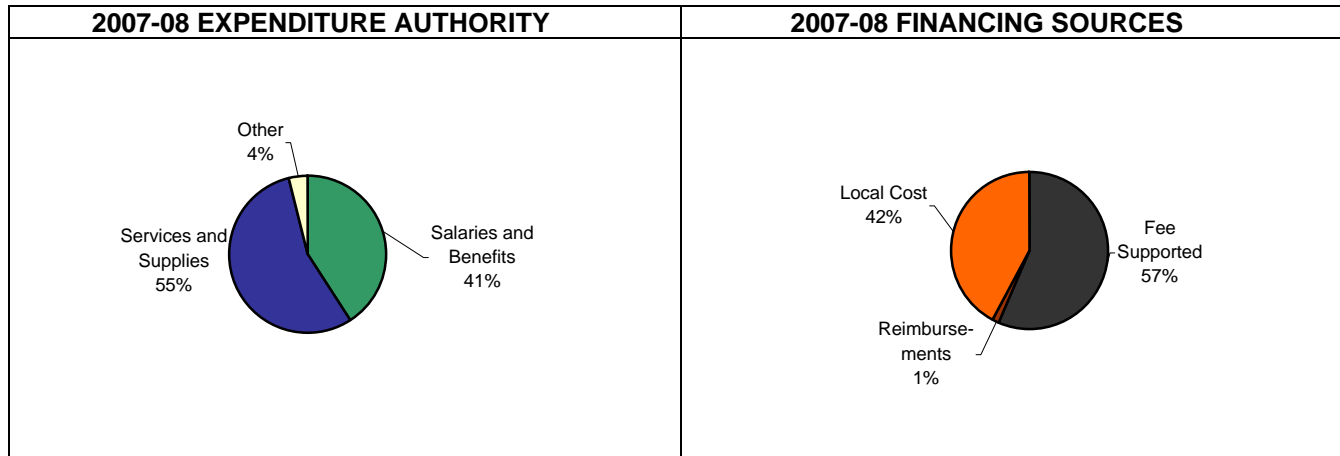 2007-08 EXPENDITURE AUTHORITY
Other
4%
Services and
Supplies
55%
Salaries and
Benefits
41%
2007-08 FINANCING SOURCES
Local Cost
42%
Fee
Supported
57%
Reimburse-
ments
1%